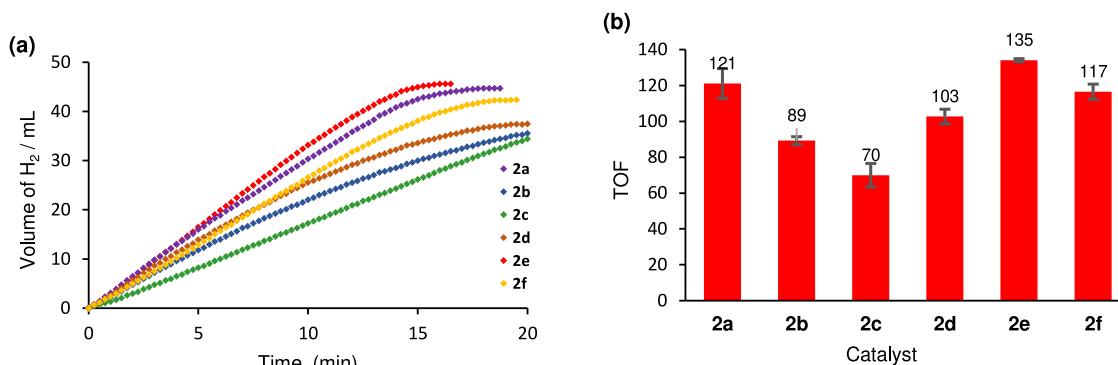 (a)
50
40
30
20
10
0
Volume of H2 / mL
0 5 10 15 20
Time (min)
2a
2b
2c
2d
2e
2f
(b)
140
120
100
80
60
40
20
0
TOF
121
89
70
103
135
117
2a 2b 2c 2d 2e 2f
Catalyst